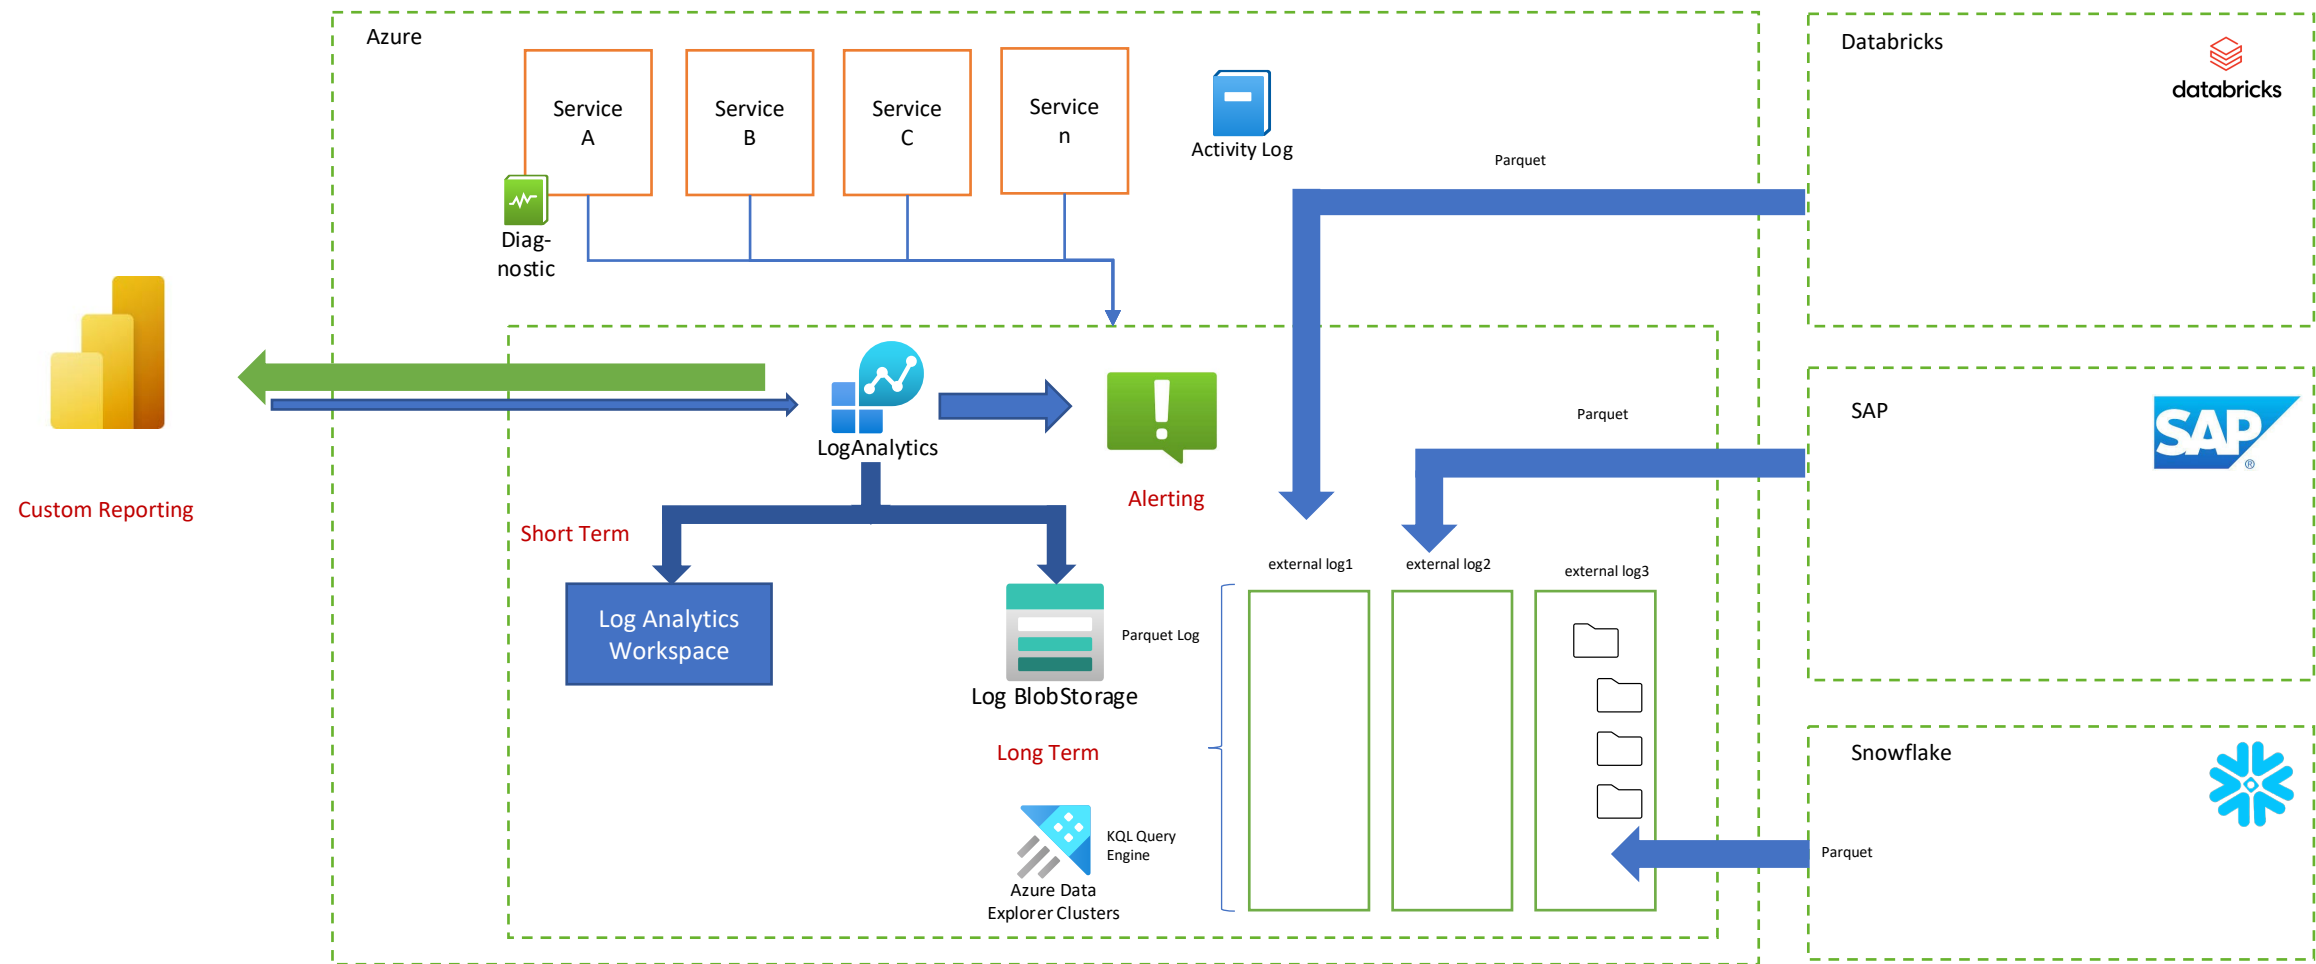 Azure
Service
A
Service
B
Service
C
Service
n
Activity Log
Diag-
nostic
Databricks
databricks
Parquet
LogAnalytics
Alerting
Custom Reporting
Short Term
Log Analytics
Workspace
Log BlobStorage
Parquet Log
Long Term
KQL Query
Engine
Azure Data
Explorer Clusters
external log1
external log2
external log3
Parquet
SAP
SAP
®
Snowflake
Parquet